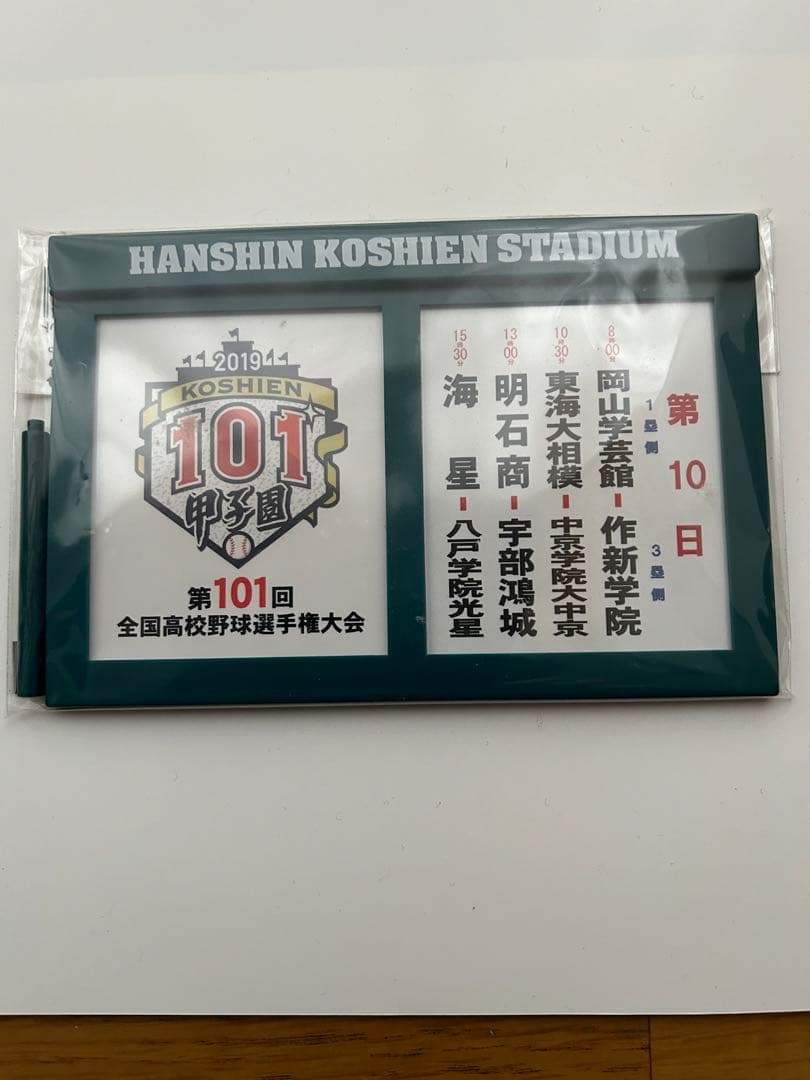 HANSHIN KOSHIEN STADIUM
2019
KOSHIEN
101
甲子園
第101回
全国高校野球選手権大会
第10日
1塁側 3塁側
8時00分 岡山学芸館ー作新学院
10時30分 東海大相模ー中京学院大中京
13時00分 明石商ー宇部鴻城
15時30分 海星ー八戸学院光星